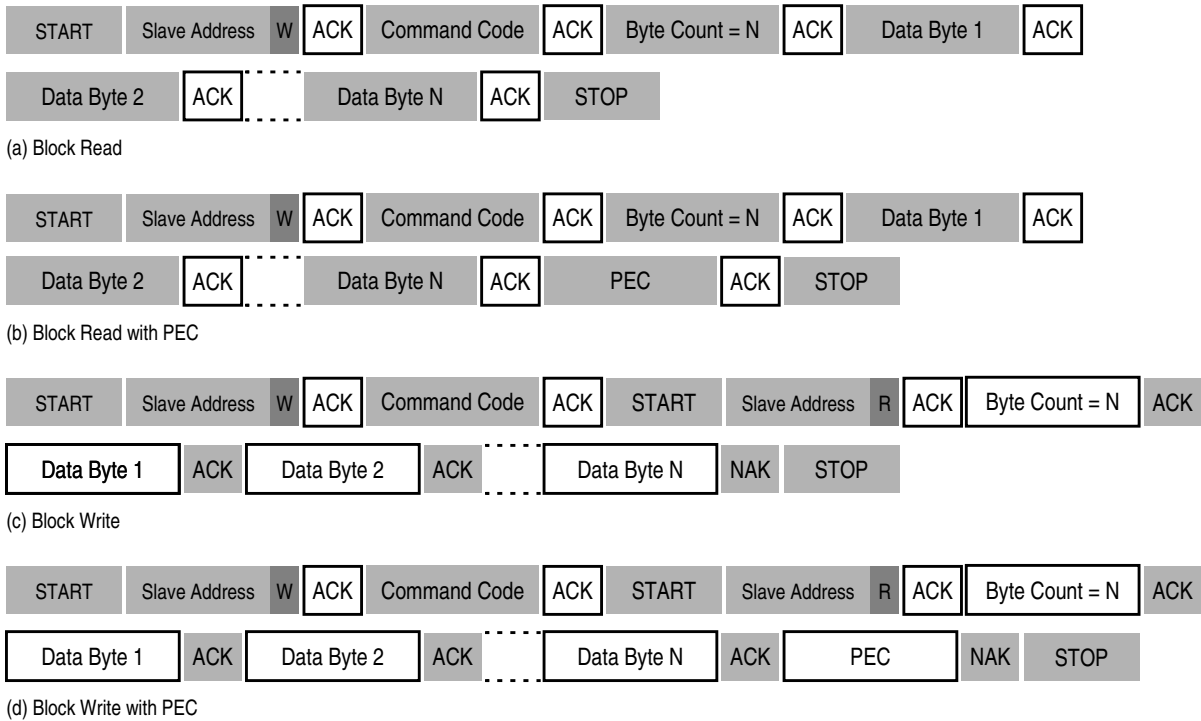 START Slave Address W ACK Command Code ACK Byte Count = N ACK Data Byte 1 ACK
Data Byte 2 ACK Data Byte N ACK STOP
(a) Block Read
START Slave Address W ACK Command Code ACK Byte Count = N ACK Data Byte 1 ACK
Data Byte 2 ACK Data Byte N ACK PEC ACK STOP
(b) Block Read with PEC
START Slave Address W ACK Command Code ACK START Slave Address R ACK Byte Count = N ACK
Data Byte 1 ACK Data Byte 2 ACK Data Byte N NAK STOP
(c) Block Write
START Slave Address W ACK Command Code ACK START Slave Address R ACK Byte Count = N ACK
Data Byte 1 ACK Data Byte 2 ACK Data Byte N ACK PEC NAK STOP
(d) Block Write with PEC